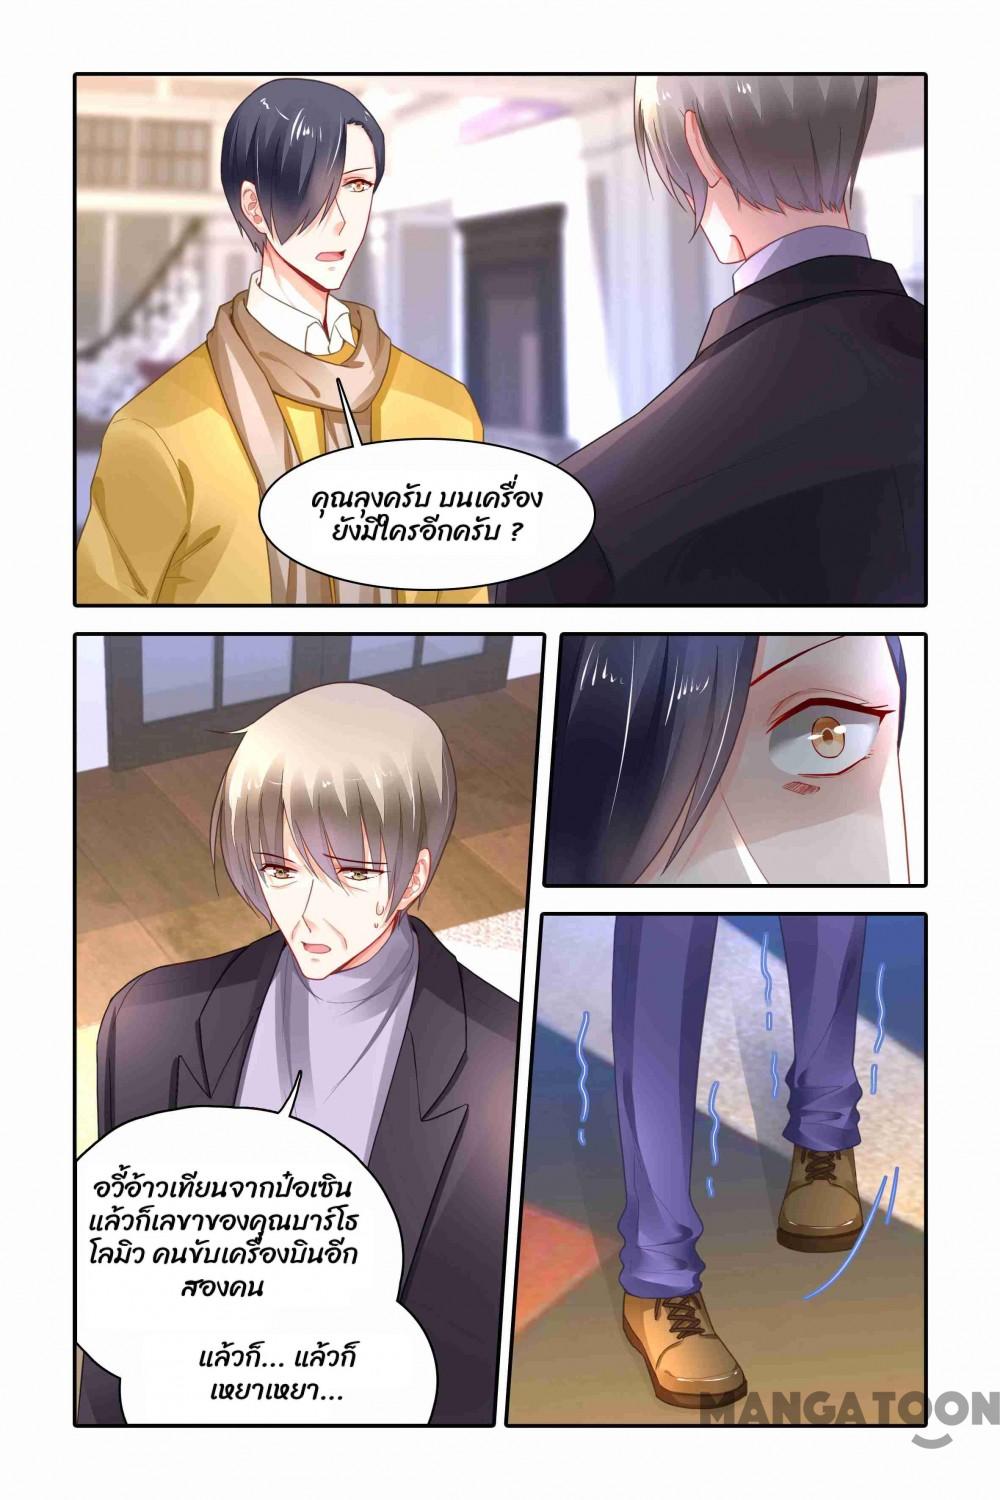 คุณลุงครับ บนเครื่อง
ยังมีใครอีกครับ ?
อวี้อ้าวเทียนจากป๋อเซิน
แล้วก็เลขาของคุณบาร์โธ
โลมิว คนขับเครื่องบินอีก
สองคน
แล้วก็... แล้วก็
เหยาเหยา...
MANGATOON